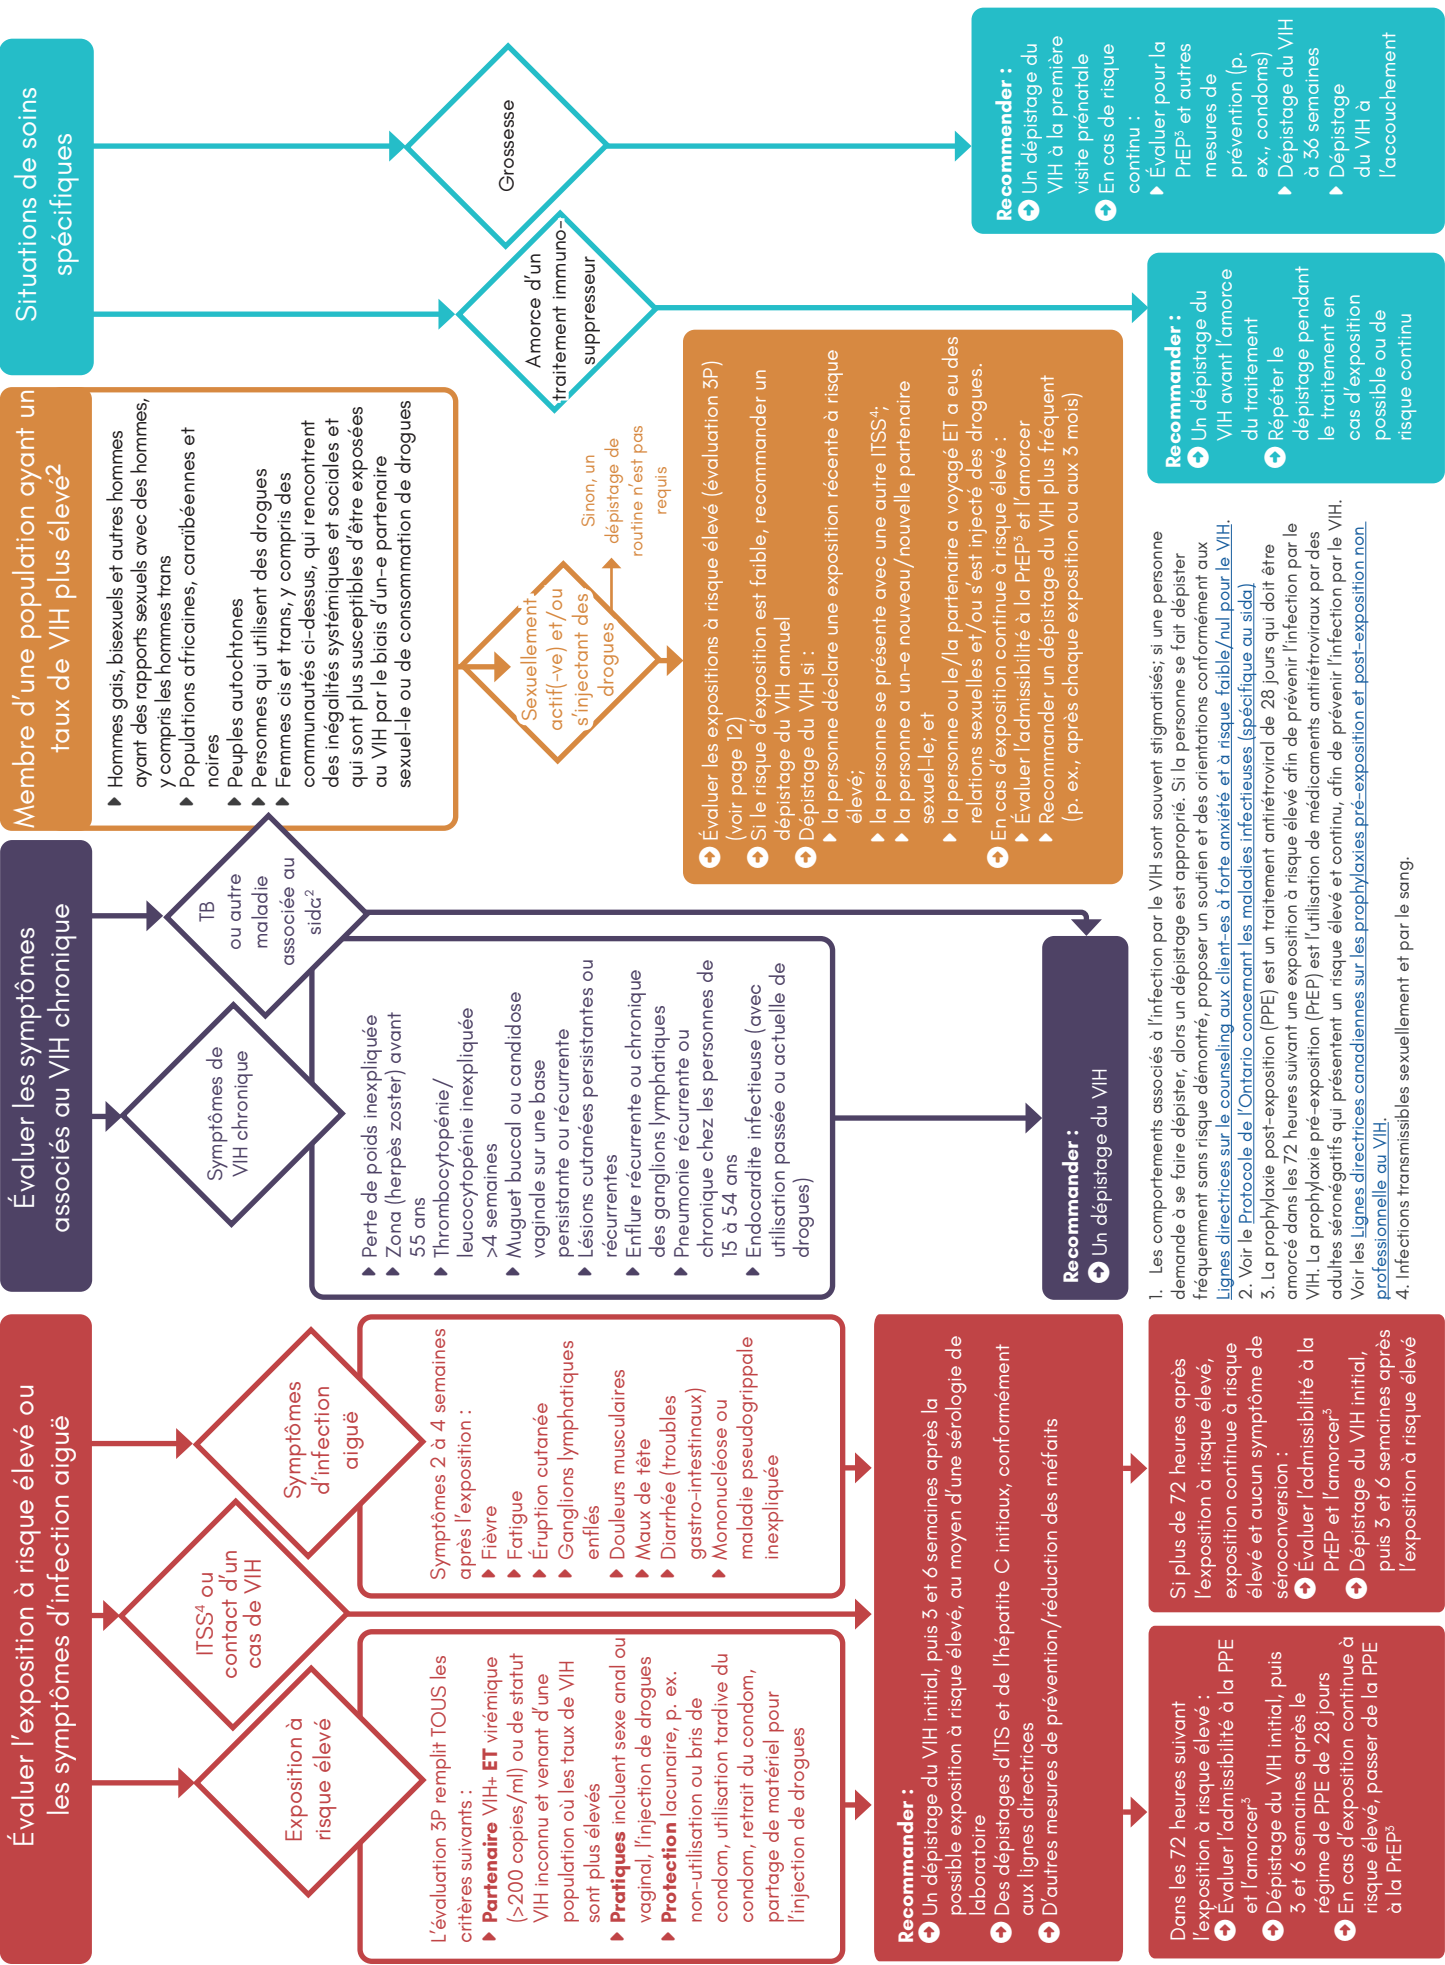 Évaluer l'exposition à risque élevé ou
les symptômes d'infection aiguë
Exposition à
risque élevé
ITSS⁴ ou
contact d'un
cas de VIH
Symptômes
d'infection
aiguë
L'évaluation 3P remplit TOUS les
critères suivants :
Partenaire VIH+ ET virémique
(>200 copies/ml) ou de statut
VIH inconnu et venant d'une
population où les taux de VIH
sont plus élevés
Pratiques incluent sexe anal ou
vaginal, l'injection de drogues
Protection lacunaire, p. ex.
non-utilisation ou bris de
condom, utilisation tardive du
condom, retrait du condom,
partage de matériel pour
l'injection de drogues
Symptômes 2 à 4 semaines
après l'exposition :
Fièvre
Fatigue
Éruption cutanée
Ganglions lymphatiques
enflés
Douleurs musculaires
Maux de tête
Diarrhée (troubles
gastro-intestinaux)
Mononucléose ou
maladie pseudogrippale
inexpliquée
Recommander :
Un dépistage du VIH initial, puis 3 et 6 semaines après la
possible exposition à risque élevé, au moyen d'une sérologie de
laboratoire
Des dépistages d'ITS et de l'hépatite C initiaux, conformément
aux lignes directrices
D'autres mesures de prévention/réduction des méfaits
Dans les 72 heures suivant
l'exposition à risque élevé :
Évaluer l'admissibilité à la PPE
et l'amorcer³
Dépistage du VIH initial, puis
3 et 6 semaines après le
régime de PPE de 28 jours
En cas d'exposition continue à
risque élevé, passer de la PPE
à la PrEP³
Si plus de 72 heures après
l'exposition à risque élevé,
exposition continue à risque
élevé et aucun symptôme de
séroconversion :
Évaluer l'admissibilité à la
PrEP et l'amorcer³
Dépistage du VIH initial,
puis 3 et 6 semaines après
l'exposition à risque élevé
Évaluer les symptômes
associés au VIH chronique
Symptômes de
VIH chronique
TB
ou autre
maladie
associée au
sida²
Perte de poids inexpliquée
Zona (herpès zoster) avant
55 ans
Thrombocytopénie/
leucocytopénie inexpliquée
>4 semaines
Muguet buccal ou candidose
vaginale sur une base
persistante ou récurrente
Lésions cutanées persistantes ou
récurrentes
Enflure récurrente ou chronique
des ganglions lymphatiques
Pneumonie récurrente ou
chronique chez les personnes de
15 à 54 ans
Endocardite infectieuse (avec
utilisation passée ou actuelle de
drogues)
Recommander :
Un dépistage du VIH
Membre d'une population ayant un
taux de VIH plus élevé²
Hommes gais, bisexuels et autres hommes
ayant des rapports sexuels avec des hommes,
y compris les hommes trans
Populations africaines, caraïbéennes et
noires
Peuples autochtones
Personnes qui utilisent des drogues
Femmes cis et trans, y compris des
communautés ci-dessus, qui rencontrent
des inégalités systémiques et sociales et
qui sont plus susceptibles d'être exposées
au VIH par le biais d'un-e partenaire
sexuel-le ou de consommation de drogues
Sexuellement
actif(-ve) et/ou
s'injectant des
drogues
Sinon, un
dépistage de
routine n'est pas
requis
Évaluer les expositions à risque élevé (évaluation 3P)
(voir page 12)
Si le risque d'exposition est faible, recommander un
dépistage du VIH annuel
Dépistage du VIH si :
la personne déclare une exposition récente à risque
élevé;
la personne se présente avec une autre ITSS⁴;
la personne a un-e nouveau/nouvelle partenaire
sexuel-le; et
la personne ou le/la partenaire a voyagé ET a eu des
relations sexuelles et/ou s'est injecté des drogues.
En cas d'exposition continue à risque élevé :
Évaluer l'admissibilité à la PrEP³ et l'amorcer
Recommander un dépistage du VIH plus fréquent
(p. ex., après chaque exposition ou aux 3 mois)
Situations de soins
spécifiques
Amorce d'un
traitement immuno-
suppresseur
Grossesse
Recommander :
Un dépistage du
VIH avant l'amorce
du traitement
Répéter le
dépistage pendant
le traitement en
cas d'exposition
possible ou de
risque continu
Recommender :
Un dépistage du
VIH à la première
visite prénatale
En cas de risque
continu :
Évaluer pour la
PrEP³ et autres
mesures de
prévention (p.
ex., condoms)
Dépistage du VIH
à 36 semaines
Dépistage
du VIH à
l'accouchement
1. Les comportements associés à l'infection par le VIH sont souvent stigmatisés; si une personne
demande à se faire dépister, alors un dépistage est approprié. Si la personne se fait dépister
fréquement sans risque démontré, proposer un soutien et des orientations conformément aux
Lignes directrices sur le counseling aux client-es à forte anxiété et à risque faible/nul pour le VIH.
2. Voir le Protocole de l'Ontario concernant les maladies infectieuses (spécifique au sida)
3. La prophylaxie post-exposition (PPE) est un traitement antirétroviral de 28 jours qui doit être
amorcé dans les 72 heures suivant une exposition à risque élevé afin de prévenir l'infection par le
VIH. La prophylaxie pré-exposition (PrEP) est l'utilisation de médicaments antirétroviraux par des
adultes séronégatifs qui présentent un risque élevé et continu, afin de prévenir l'infection par le VIH.
Voir les Lignes directrices canadiennes sur les prophylaxies pré-exposition et post-exposition non
professionnelle au VIH.
4. Infections transmissibles sexuellement et par le sang.